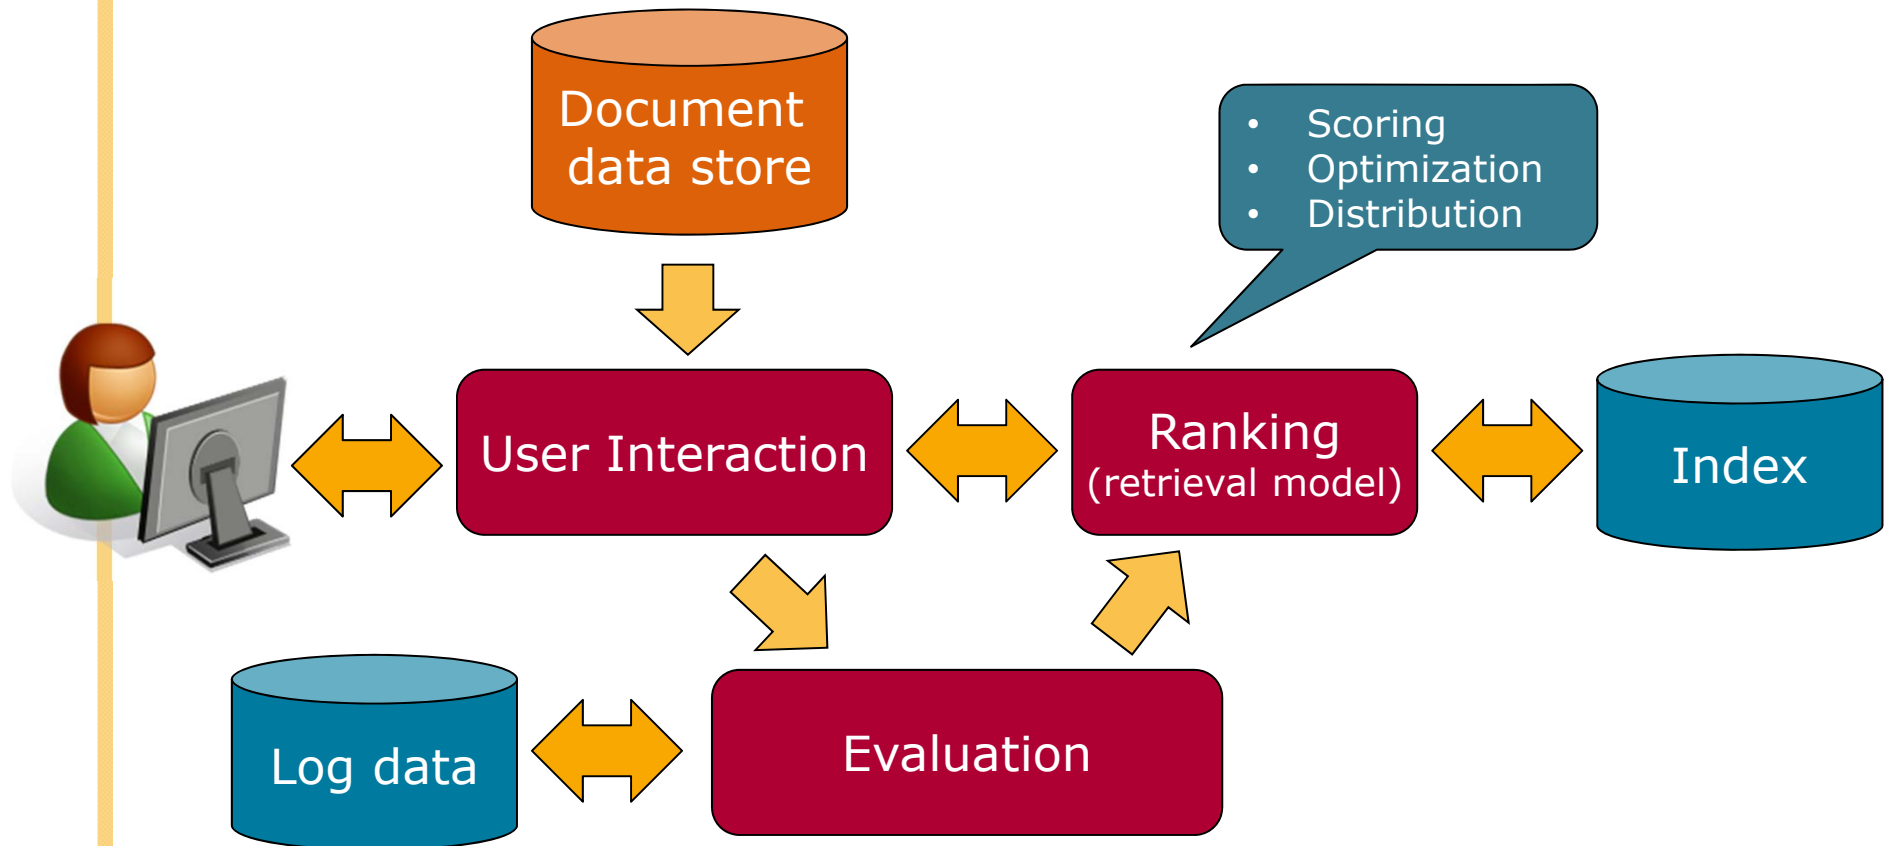 Document
data store
• Scoring
• Optimization
• Distribution
User Interaction
Ranking
(retrieval model)
Index
Log data
Evaluation